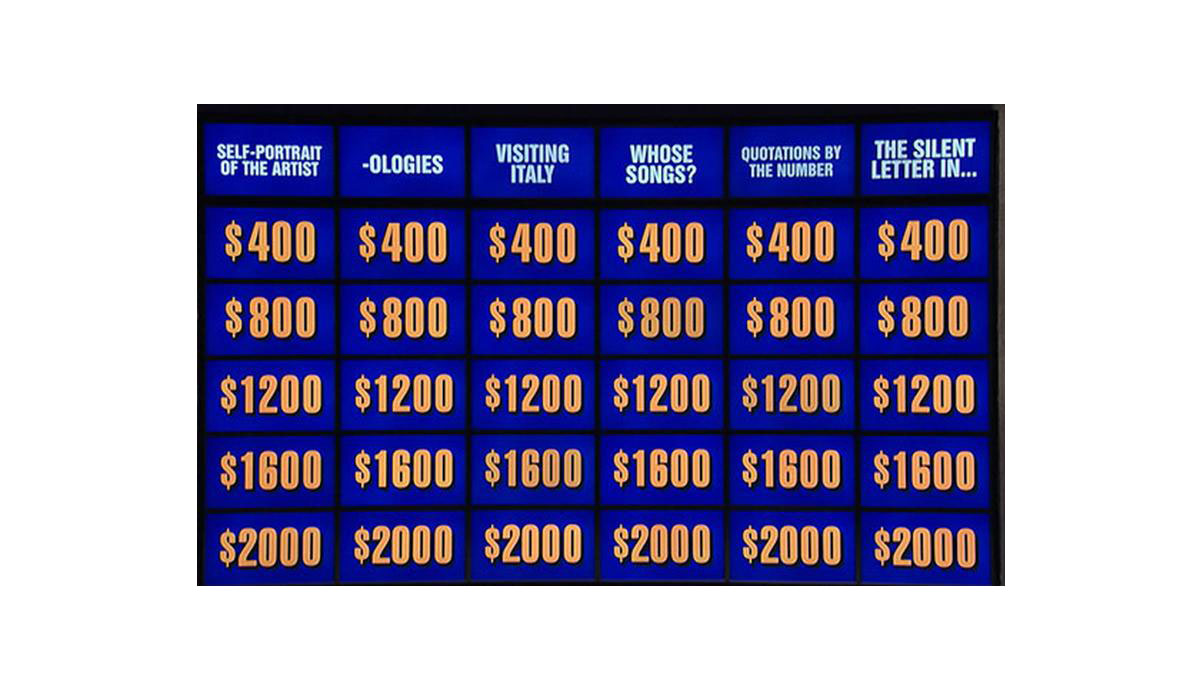 SELF-PORTRAIT
OF THE ARTIST
-OLOGIES
VISITING
ITALY
WHOSE
SONGS?
QUOTATIONS BY
THE NUMBER
THE SILENT
LETTER IN...
$400 $400 $400 $400 $400 $400
$800 $800 $800 $800 $800 $800
$1200 $1200 $1200 $1200 $1200 $1200
$1600 $1600 $1600 $1600 $1600 $1600
$2000 $2000 $2000 $2000 $2000 $2000